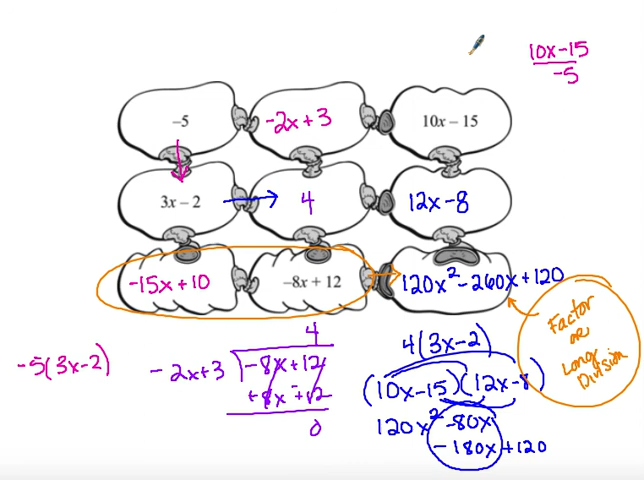 10x-15
-5
-5
-2x+3
10x – 15
3x – 2
4
12x-8
-15x+10
–8x + 12
120x²-260x+120
Factor
or
Long
Division
4
4(3x-2)
-5(3x-2)
-2x+3 -8x+12
(10x-15)(12x-8)
+8x-+12
120x² -80x
0
-180x+120